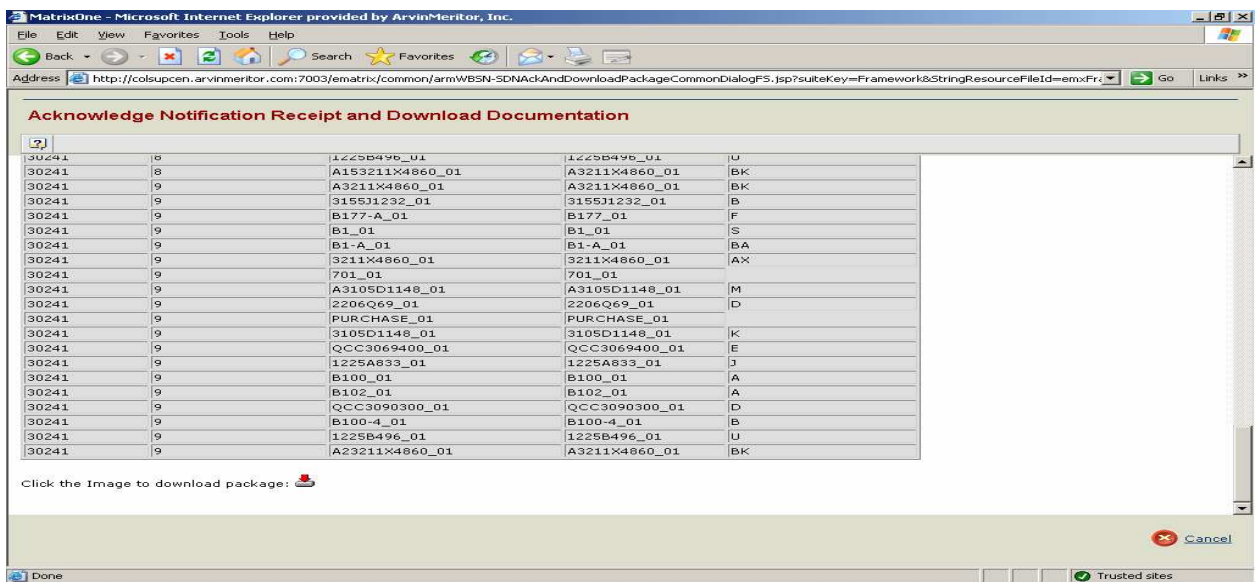 MatrixOne - Microsoft Internet Explorer provided by ArvinMeritor, Inc.
File Edit View Favorites Tools Help
Back Search Favorites
Address http://colsupcen.arvinmeritor.com:7003/ematrix/common/armWBSN-SDNAckAndDownloadPackageCommonDialogFS.jsp?suiteKey=Framework&StringResourceFileId=emxFra Go Links »
Acknowledge Notification Receipt and Download Documentation
30241 8 1225B496_01 1225B496_01 U
30241 8 A153211X4860_01 A3211X4860_01 BK
30241 9 A3211X4860_01 A3211X4860_01 BK
30241 9 3155J1232_01 3155J1232_01 B
30241 9 B177-A_01 B177_01 F
30241 9 B1_01 B1_01 S
30241 9 B1-A_01 B1-A_01 BA
30241 9 3211X4860_01 3211X4860_01 AX
30241 9 701_01 701_01
30241 9 A3105D1148_01 A3105D1148_01 M
30241 9 2206Q69_01 2206Q69_01 D
30241 9 PURCHASE_01 PURCHASE_01
30241 9 3105D1148_01 3105D1148_01 K
30241 9 QCC3069400_01 QCC3069400_01 E
30241 9 1225A833_01 1225A833_01 J
30241 9 B100_01 B100_01 A
30241 9 B102_01 B102_01 A
30241 9 QCC3090300_01 QCC3090300_01 D
30241 9 B100-4_01 B100-4_01 B
30241 9 1225B496_01 1225B496_01 U
30241 9 A23211X4860_01 A3211X4860_01 BK
Click the Image to download package:
Cancel
Done Trusted sites